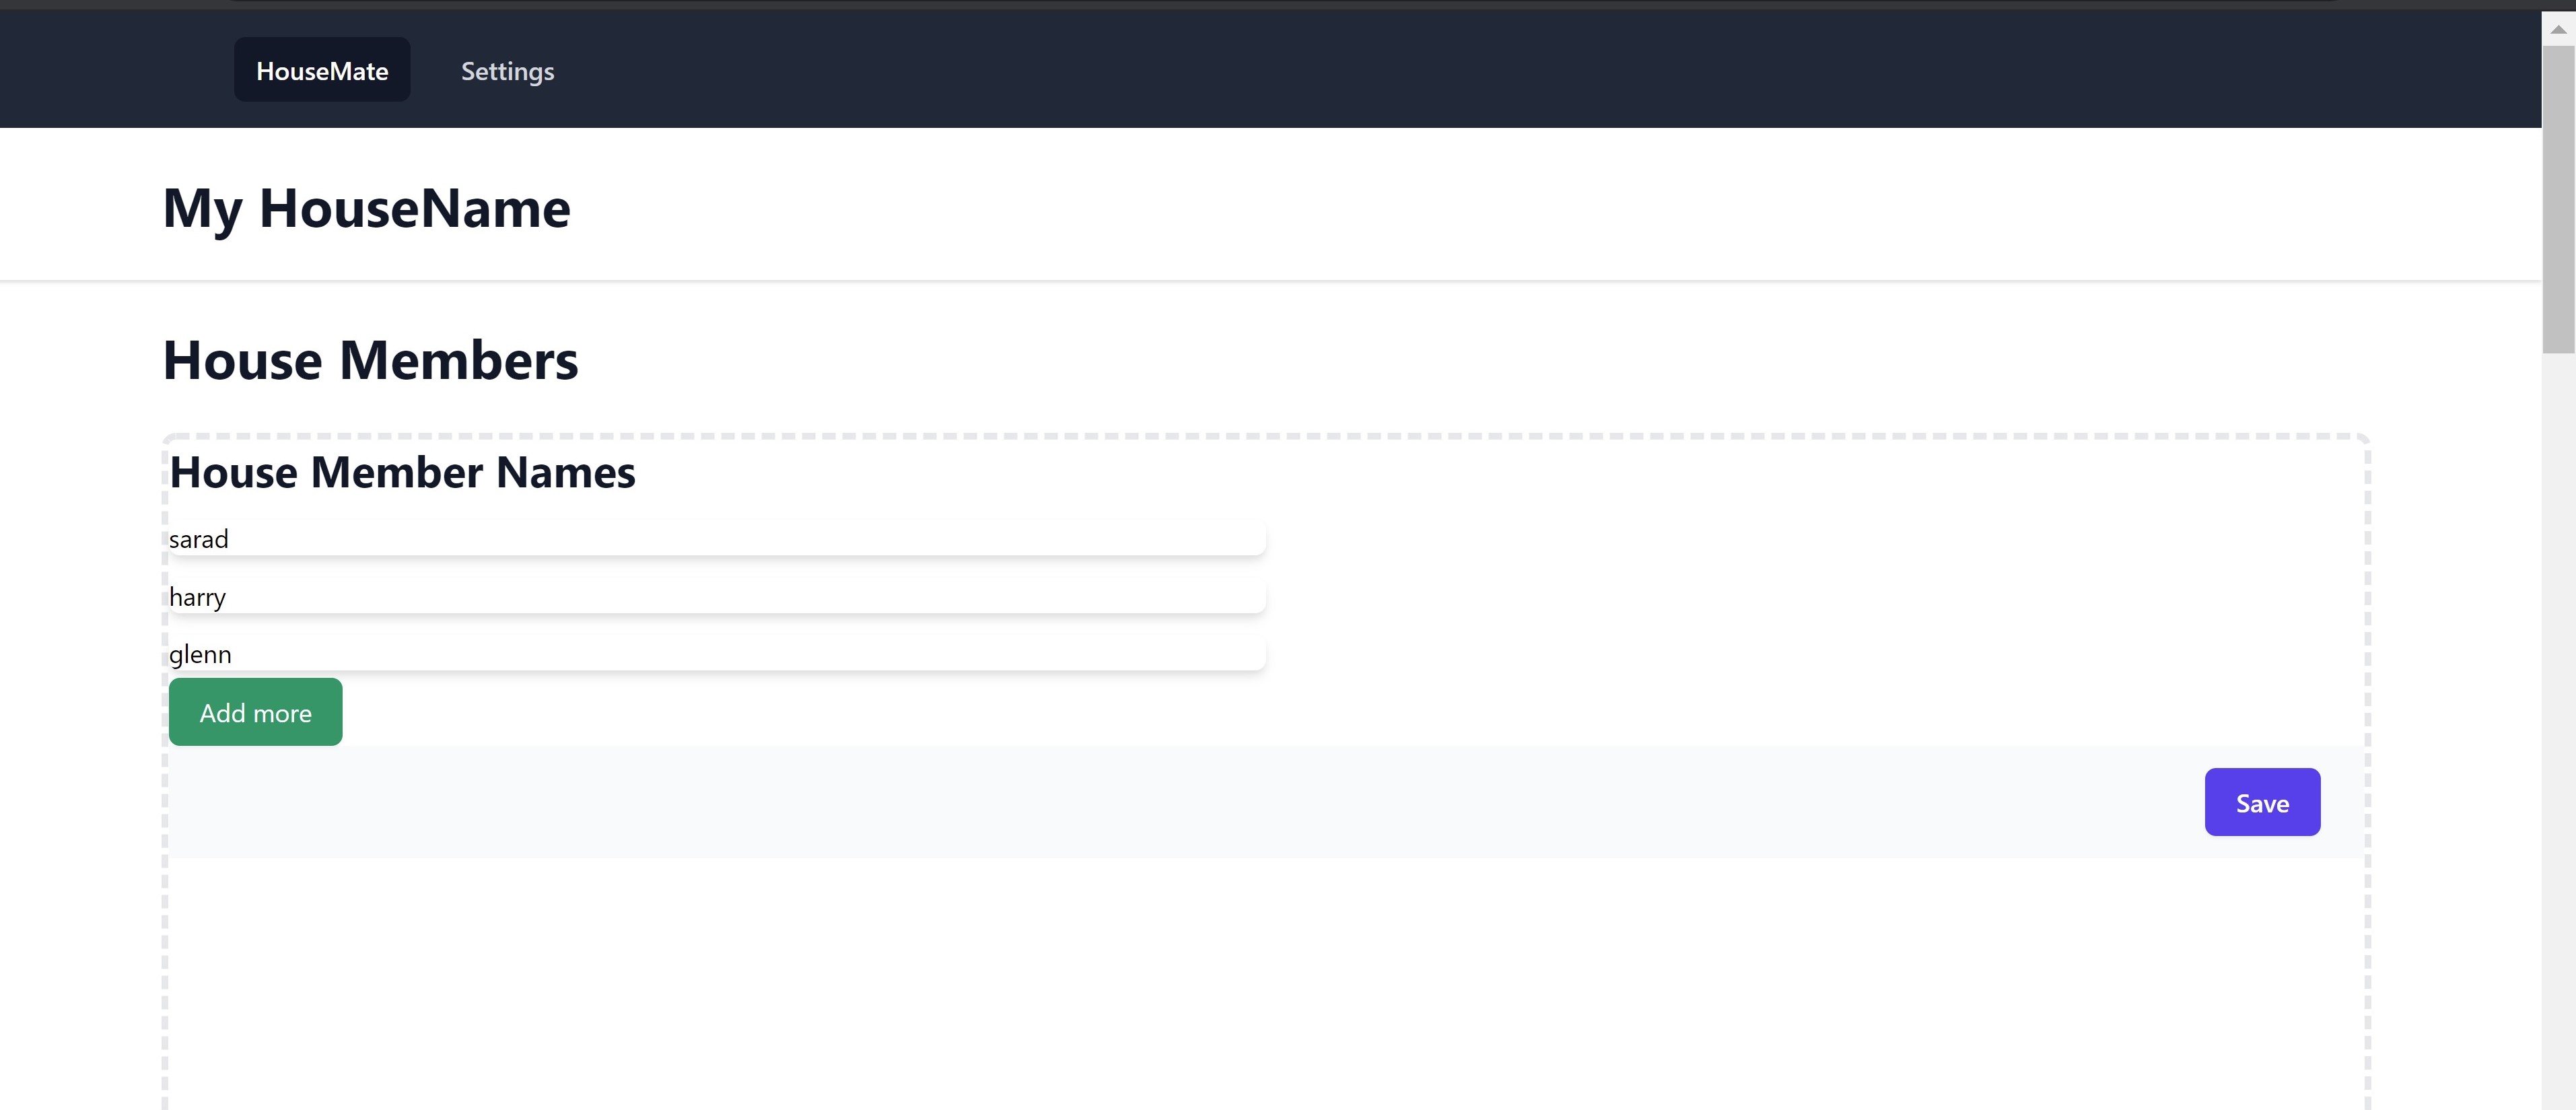 HouseMate Settings
My HouseName
House Members
House Member Names
sarad
harry
glenn
Add more
Save